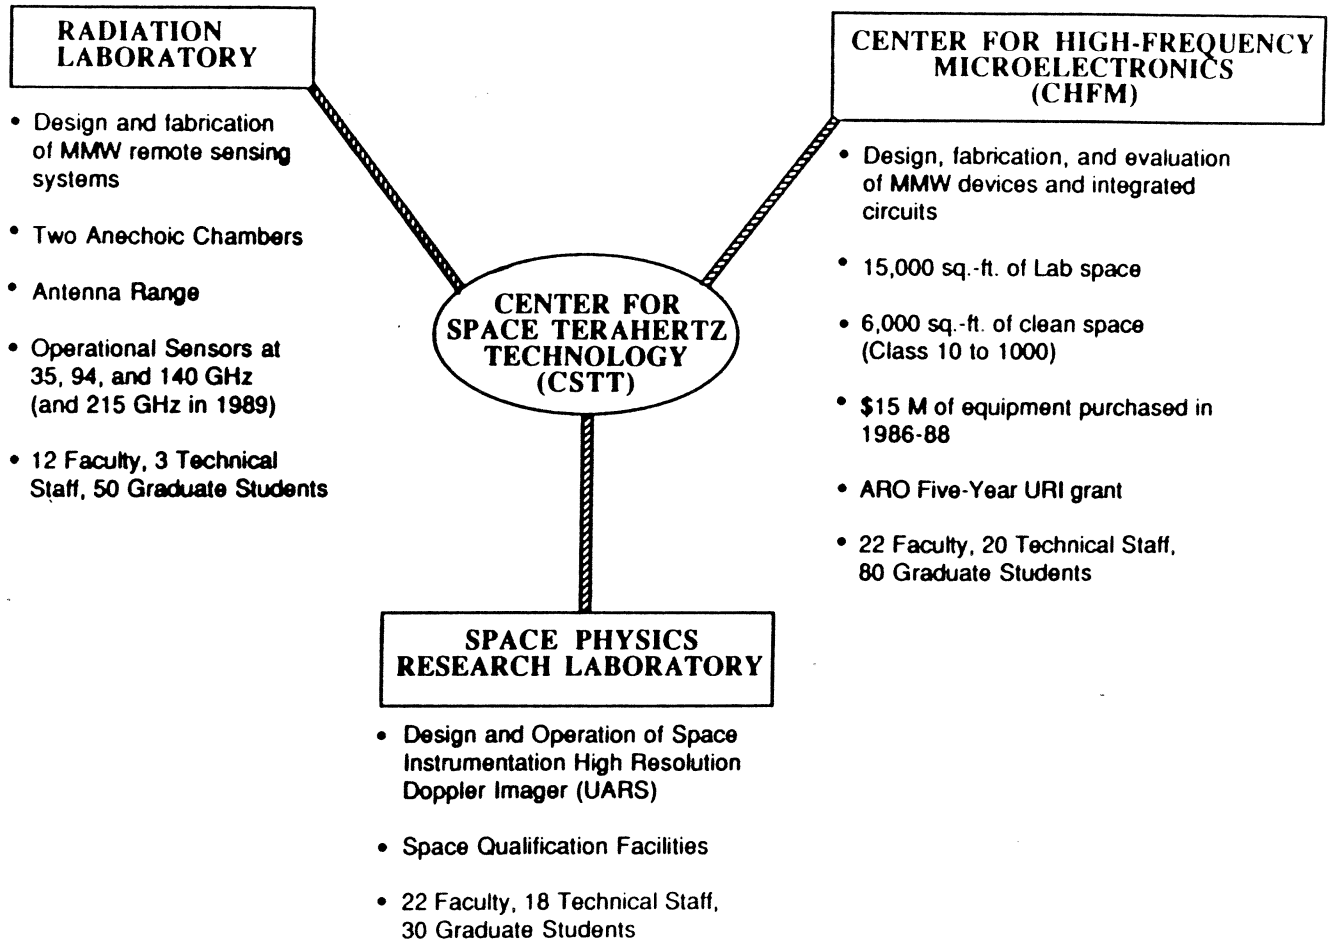 RADIATION
LABORATORY
• Design and fabrication
of MMW remote sensing
systems
• Two Anechoic Chambers
• Antenna Range
• Operational Sensors at
35, 94, and 140 GHz
(and 215 GHz in 1989)
• 12 Faculty, 3 Technical
Staff, 50 Graduate Students
CENTER FOR HIGH-FREQUENCY
MICROELECTRONICS
(CHFM)
• Design, fabrication, and evaluation
of MMW devices and integrated
circuits
• 15,000 sq.-ft. of Lab space
• 6,000 sq.-ft. of clean space
(Class 10 to 1000)
• $15 M of equipment purchased in
1986-88
• ARO Five-Year URI grant
• 22 Faculty, 20 Technical Staff,
80 Graduate Students
CENTER FOR
SPACE TERAHERTZ
TECHNOLOGY
(CSTT)
SPACE PHYSICS
RESEARCH LABORATORY
• Design and Operation of Space
Instrumentation High Resolution
Doppler Imager (UARS)
• Space Qualification Facilities
• 22 Faculty, 18 Technical Staff,
30 Graduate Students